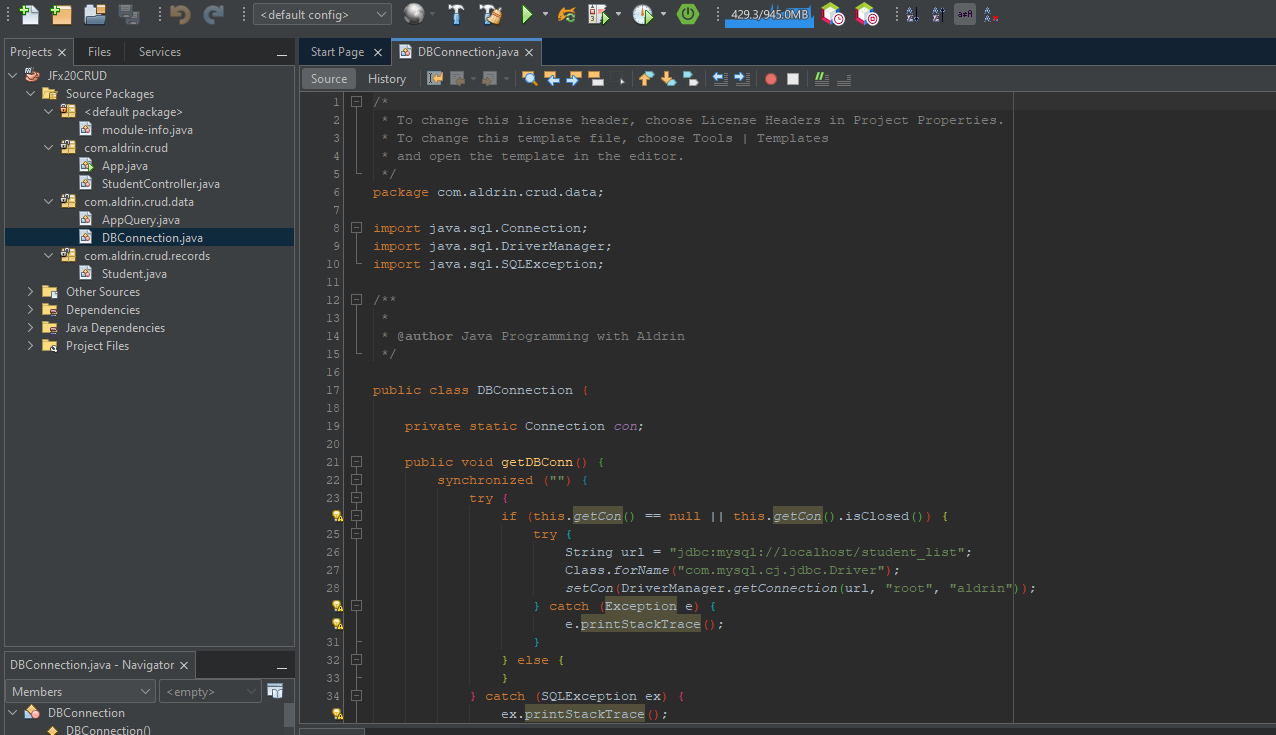 <default config>
429.3/945.0MB
Projects
Files
Services
JFx20CRUD
Source Packages
<default package>
module-info.java
com.aldrin.crud
App.java
StudentController.java
com.aldrin.crud.data
AppQuery.java
DBConnection.java
com.aldrin.crud.records
Student.java
Other Sources
Dependencies
Java Dependencies
Project Files
DBConnection.java - Navigator
Members
<empty>
DBConnection
DBConnection()
Start Page
DBConnection.java
Source
History
1 /*
2 * To change this license header, choose License Headers in Project Properties.
3 * To change this template file, choose Tools | Templates
4 * and open the template in the editor.
5 */
6 package com.aldrin.crud.data;
7
8 import java.sql.Connection;
9 import java.sql.DriverManager;
10 import java.sql.SQLException;
11
12 /**
13 *
14 * @author Java Programming with Aldrin
15 */
16
17 public class DBConnection {
18
19 private static Connection con;
20
21 public void getDBConn() {
22 synchronized ("") {
23 try {
if (this.getCon() == null || this.getCon().isClosed()) {
25 try {
26 String url = "jdbc:mysql://localhost/student_list";
27 Class.forName("com.mysql.cj.jdbc.Driver");
28 setCon(DriverManager.getConnection(url, "root", "aldrin"));
} catch (Exception e) {
e.printStackTrace();
31 }
32 } else {
33 }
34 } catch (SQLException ex) {
ex.printStackTrace();